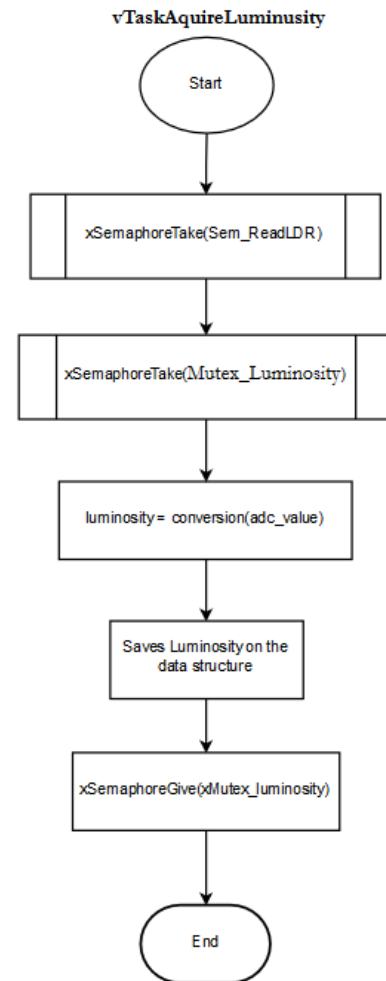 vTaskAquireLuminusity
Start
xSemaphoreTake(Sem_ReadLDR)
xSemaphoreTake(Mutex_Luminosity)
luminosity = conversion(adc_value)
Saves Luminosity on the
data structure
xSemaphoreGive(xMutex_luminosity)
End